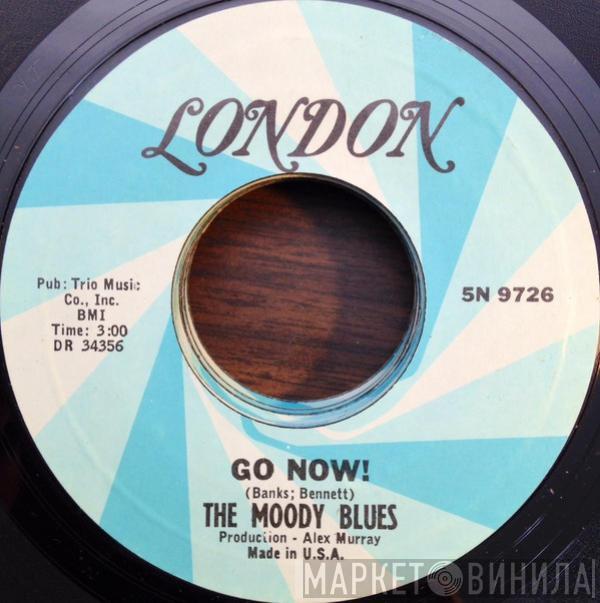 LONDON
Pub: Trio Music
Co., Inc.
BMI
Time: 3:00
DR 34356
5N 9726
GO NOW!
(Banks; Bennett)
THE MOODY BLUES
Production - Alex Murray
Made in U.S.A.
МАРКЕТ ВИНИЛА